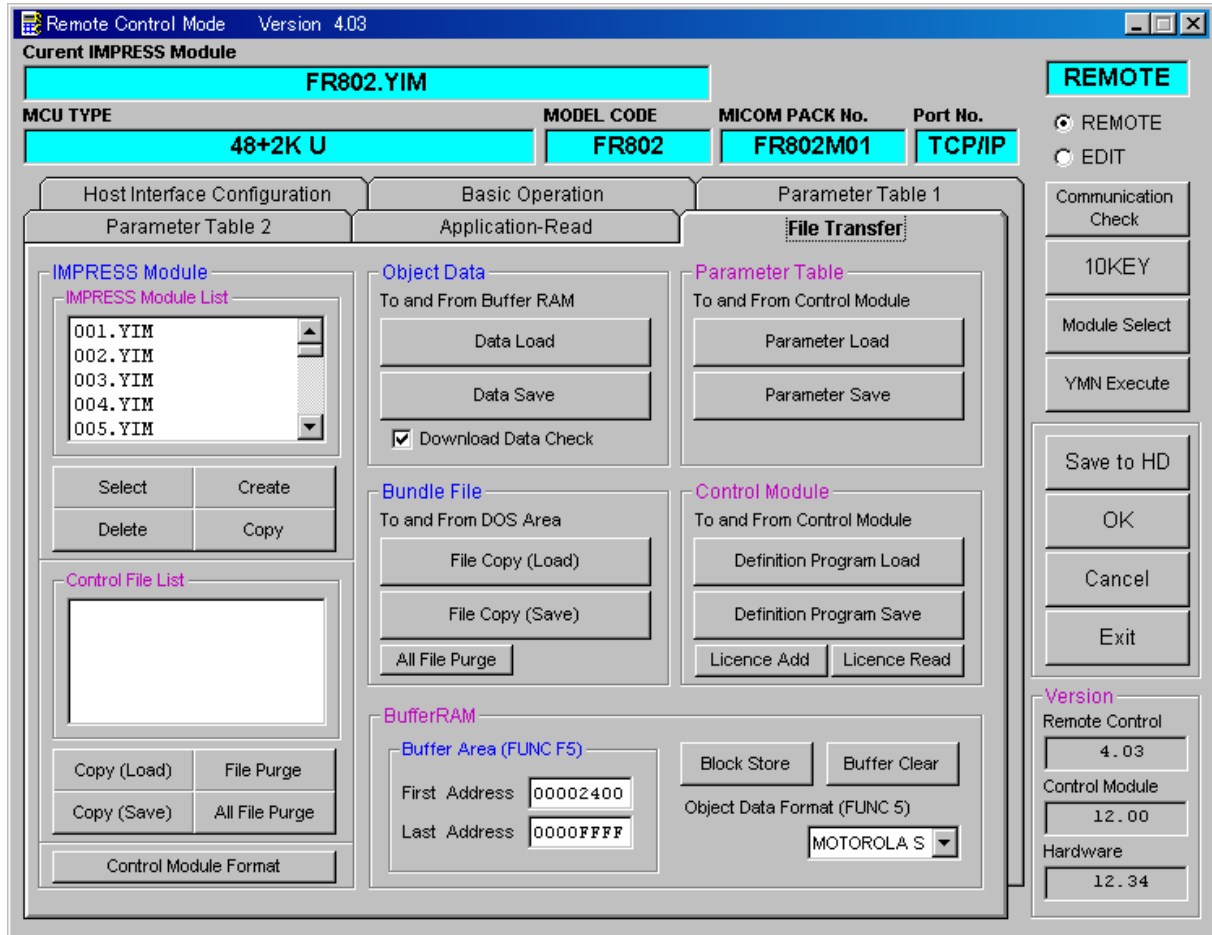 Remote Control Mode Version 4.03
Curent IMPRESS Module
FR802.YIM
REMOTE
MCU TYPE
MODEL CODE
MICOM PACK No.
Port No.
48+2K U
FR802
FR802M01
TCP/IP
REMOTE
EDIT
Host Interface Configuration
Basic Operation
Parameter Table 1
Parameter Table 2
Application-Read
File Transfer
IMPRESS Module
IMPRESS Module List
001.YIM
002.YIM
003.YIM
004.YIM
005.YIM
Select
Create
Delete
Copy
Control File List
Copy (Load)
File Purge
Copy (Save)
All File Purge
Control Module Format
Object Data
To and From Buffer RAM
Data Load
Data Save
Download Data Check
Parameter Table
To and From Control Module
Parameter Load
Parameter Save
Bundle File
To and From DOS Area
File Copy (Load)
File Copy (Save)
All File Purge
Control Module
To and From Control Module
Definition Program Load
Definition Program Save
Licence Add
Licence Read
BufferRAM
Buffer Area (FUNC F5)
First Address
00002400
Last Address
0000FFFF
Block Store
Buffer Clear
Object Data Format (FUNC 5)
MOTOROLA S
Communication
Check
10KEY
Module Select
YMN Execute
Save to HD
OK
Cancel
Exit
Version
Remote Control
4.03
Control Module
12.00
Hardware
12.34